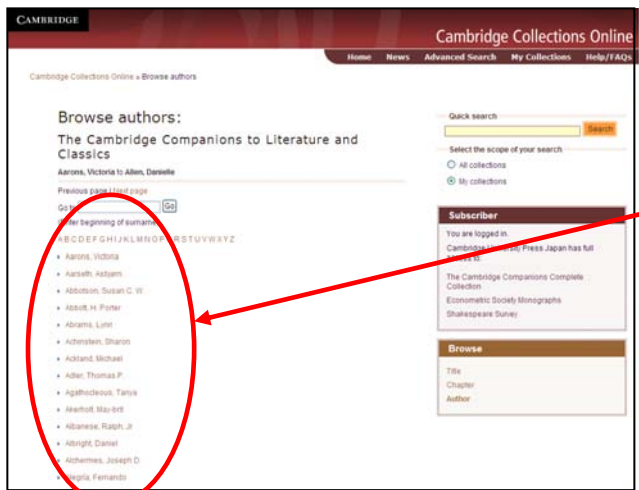 CAMBRIDGE
Cambridge Collections Online
Home News Advanced Search My Collections Help/FAQs
Cambridge Collections Online » Browse authors
Browse authors:
The Cambridge Companions to Literature and
Classics
Aarons, Victoria to Allen, Danielle
Previous page | Next page
Go to Go
(Enter beginning of surname)
A B C D E F G H I J K L M N O P R S T U V W X Y Z
Aarons, Victoria
Aarseth, Asbjørn
Abbotson, Susan C. W.
Abbott, H. Porter
Abrams, Lynn
Achinstein, Sharon
Ackland, Michael
Adler, Thomas P.
Agathocleous, Tanya
Akerholt, May-brit
Albanese, Ralph, Jr
Albright, Daniel
Alchermes, Joseph D.
Alegría, Fernando
Quick search
Search
Select the scope of your search
All collections
My collections
Subscriber
You are logged in.
Cambridge University Press Japan has full
access to:
The Cambridge Companions Complete
Collection
Econometric Society Monographs
Shakespeare Survey
Browse
Title
Chapter
Author